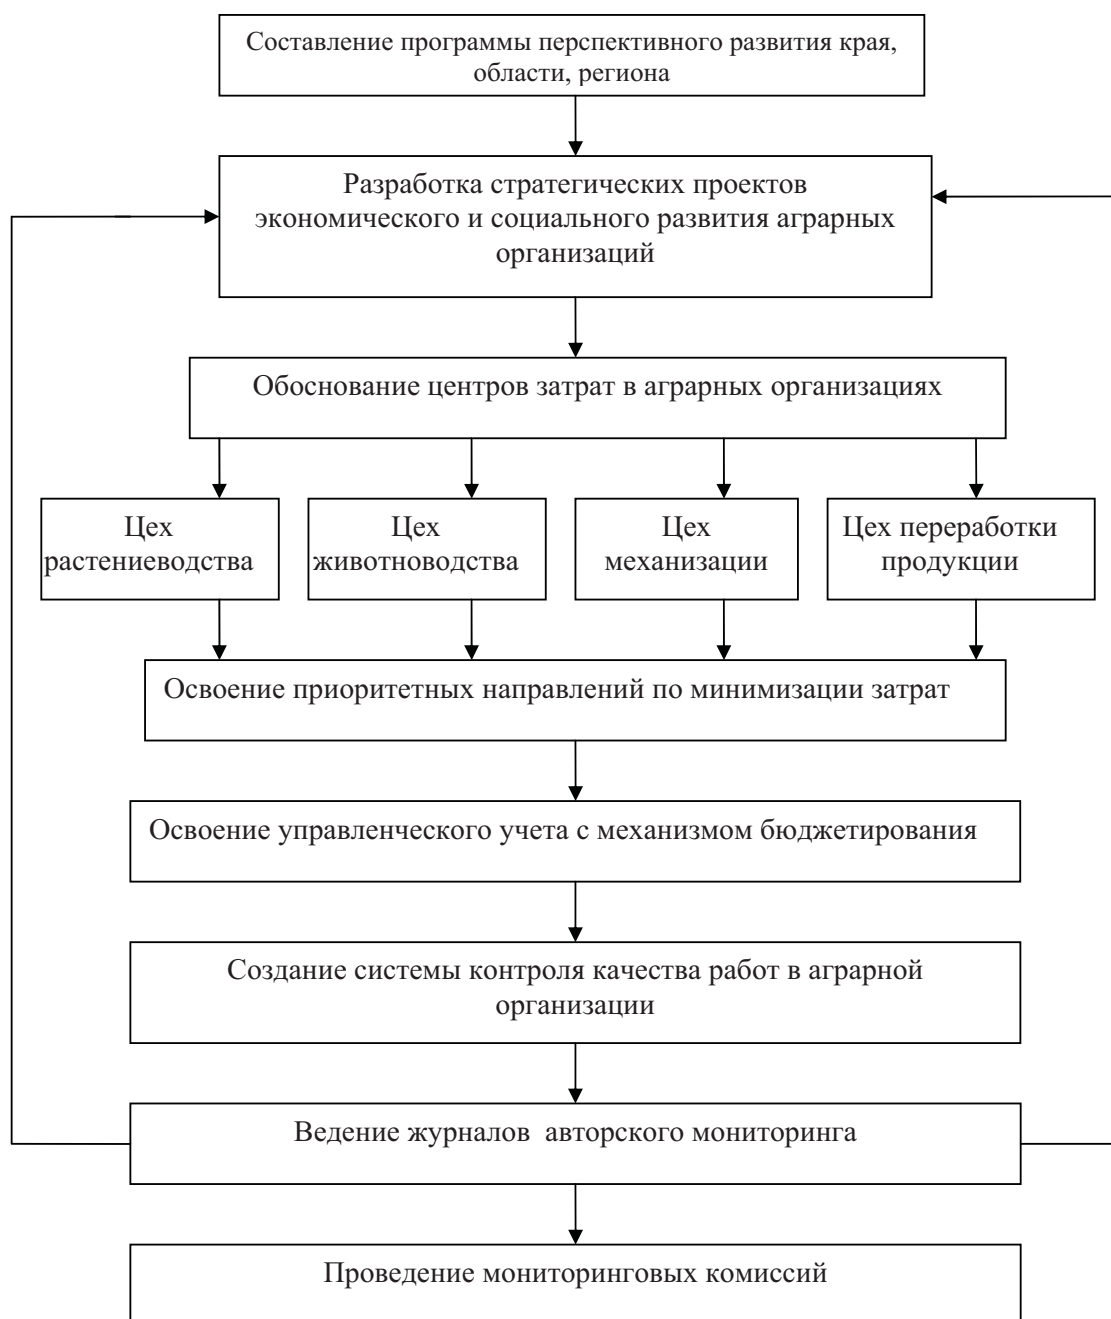 Составление программы перспективного развития края,
области, региона
Разработка стратегических проектов
экономического и социального развития аграрных
организаций
Обоснование центров затрат в аграрных организациях
Цех
растениеводства
Цех
животноводства
Цех
механизации
Цех переработки
продукции
Освоение приоритетных направлений по минимизации затрат
Освоение управленческого учета с механизмом бюджетирования
Создание системы контроля качества работ в аграрной
организации
Ведение журналов  авторского мониторинга
Проведение мониторинговых комиссий